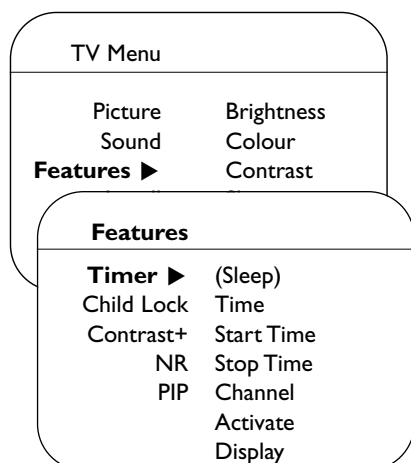 TV Menu
Picture Brightness
Sound Colour
Features ▶ Contrast
Features
Timer ▶ (Sleep)
Child Lock Time
Contrast+ Start Time
NR Stop Time
PIP Channel
Activate
Display